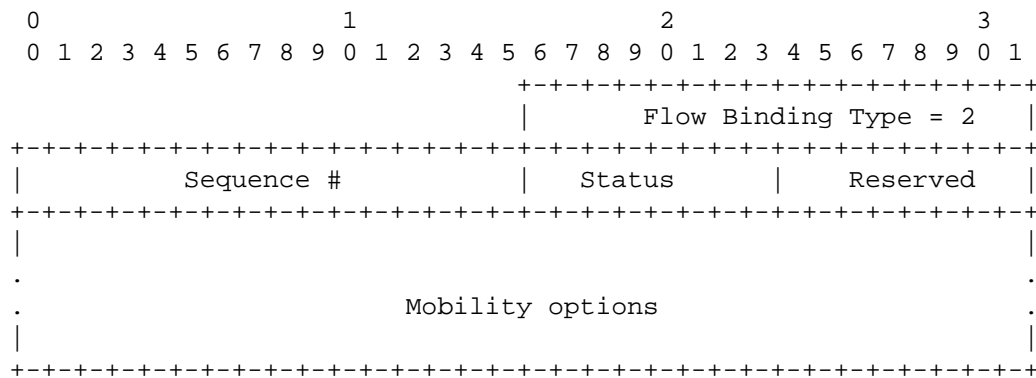 0                   1                   2                   3
 0 1 2 3 4 5 6 7 8 9 0 1 2 3 4 5 6 7 8 9 0 1 2 3 4 5 6 7 8 9 0 1
                                +-+-+-+-+-+-+-+-+-+-+-+-+-+-+-+-+
                                |       Flow Binding Type = 2   |
+-+-+-+-+-+-+-+-+-+-+-+-+-+-+-+-+-+-+-+-+-+-+-+-+-+-+-+-+-+-+-+-+
|          Sequence #           |   Status      |    Reserved   |
+-+-+-+-+-+-+-+-+-+-+-+-+-+-+-+-+-+-+-+-+-+-+-+-+-+-+-+-+-+-+-+-+
|                                                               |
.                                                               .
.                        Mobility options                       .
|                                                               |
+-+-+-+-+-+-+-+-+-+-+-+-+-+-+-+-+-+-+-+-+-+-+-+-+-+-+-+-+-+-+-+-+